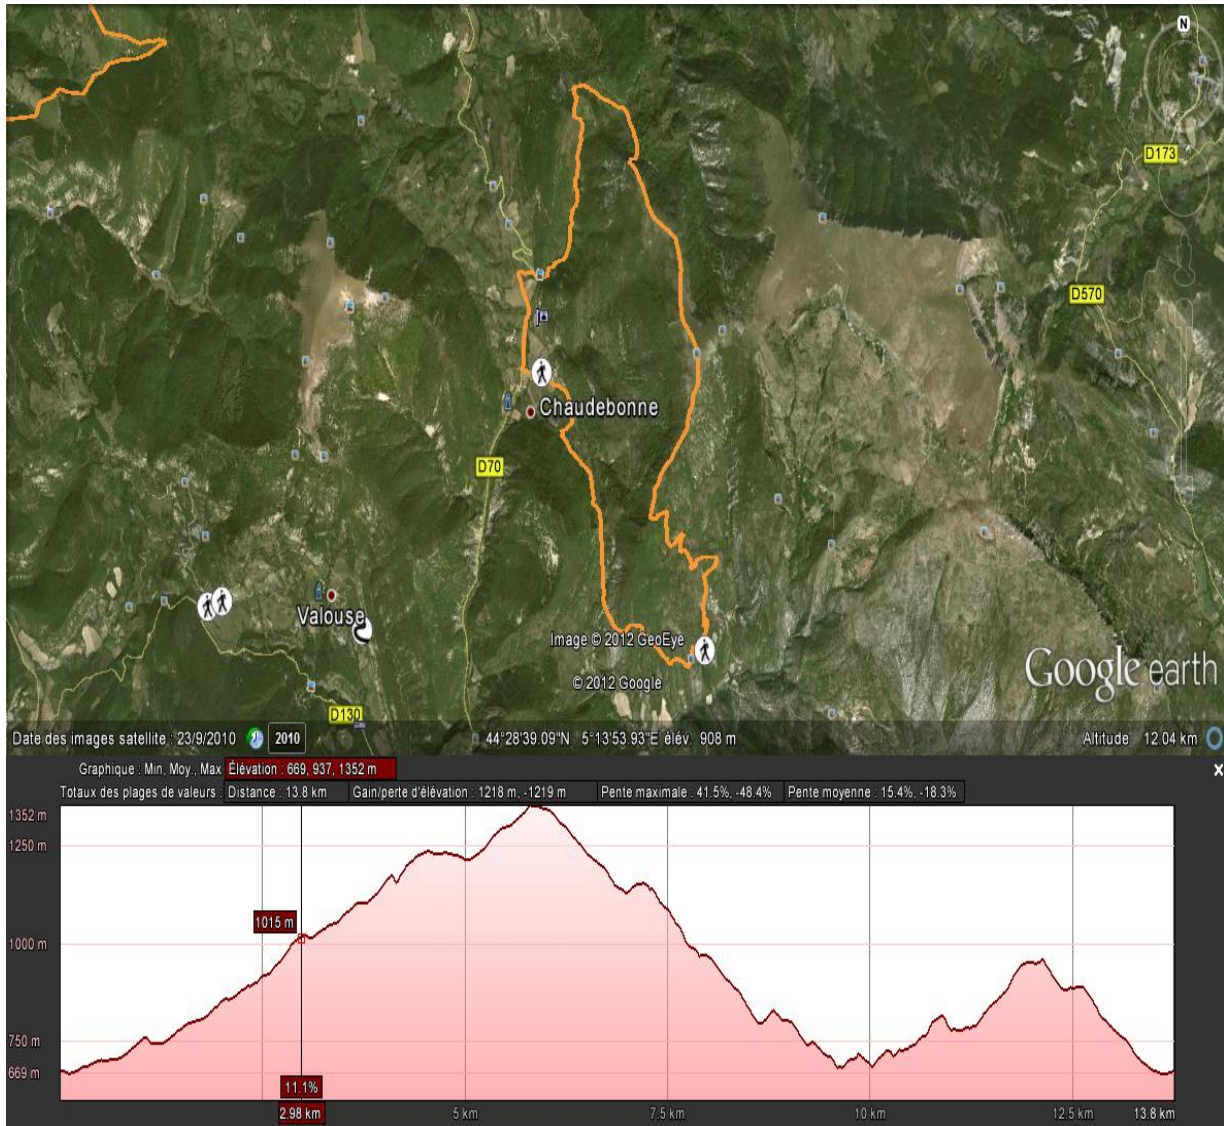 N
D173
D570
Chaudebonne
D70
Valouse
Image © 2012 GeoEye
© 2012 Google
Google earth
D130
Date des images satellite : 23/9/2010 2010 44°28'39.09"N 5°13'53.93"E élév. 908 m Altitude 12.04 km
Graphique : Min, Moy., Max Élévation : 669, 937, 1352 m x
Totaux des plages de valeurs : Distance : 13.8 km Gain/perte d'élévation : 1218 m, -1219 m Pente maximale : 41.5%, -48.4% Pente moyenne : 15.4%, -18.3%
1352 m
1250 m
1015 m
1000 m
750 m
669 m
11.1%
2.98 km 5 km 7.5 km 10 km 12.5 km 13.8 km